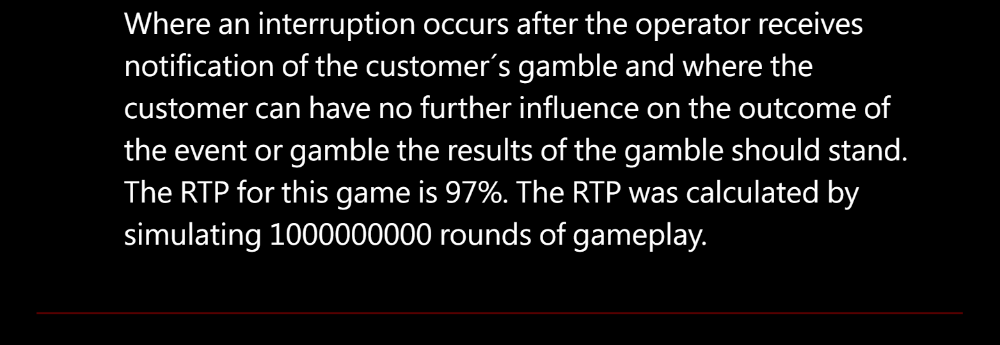 Where an interruption occurs after the operator receives
notification of the customer´s gamble and where the
customer can have no further influence on the outcome of
the event or gamble the results of the gamble should stand.
The RTP for this game is 97%. The RTP was calculated by
simulating 1000000000 rounds of gameplay.